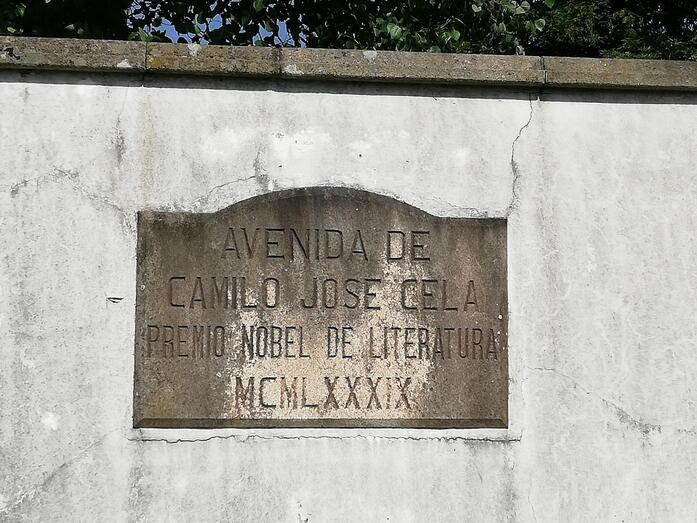 AVENIDA DE
CAMILO JOSE CELA
PREMIO NOBEL DE LITERATURA
MCMLXXXIX